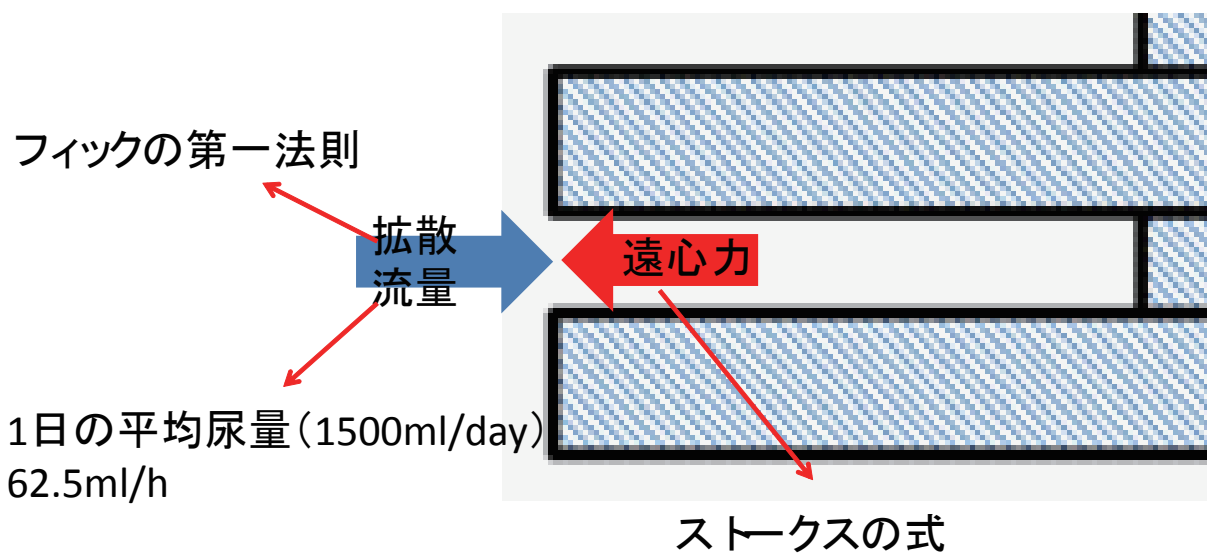 フィックの第一法則
拡散
流量
遠心力
1日の平均尿量（1500ml/day）
62.5ml/h
ストークスの式